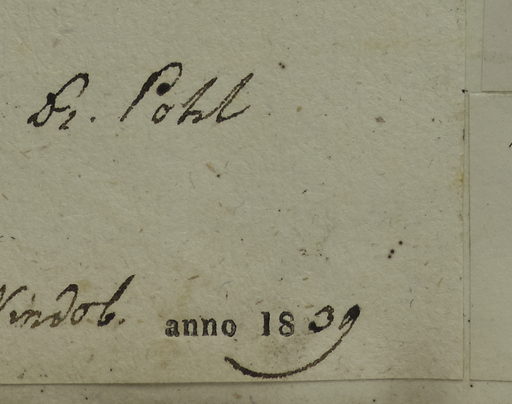 Dr. Pohl
Vindob. anno 1839